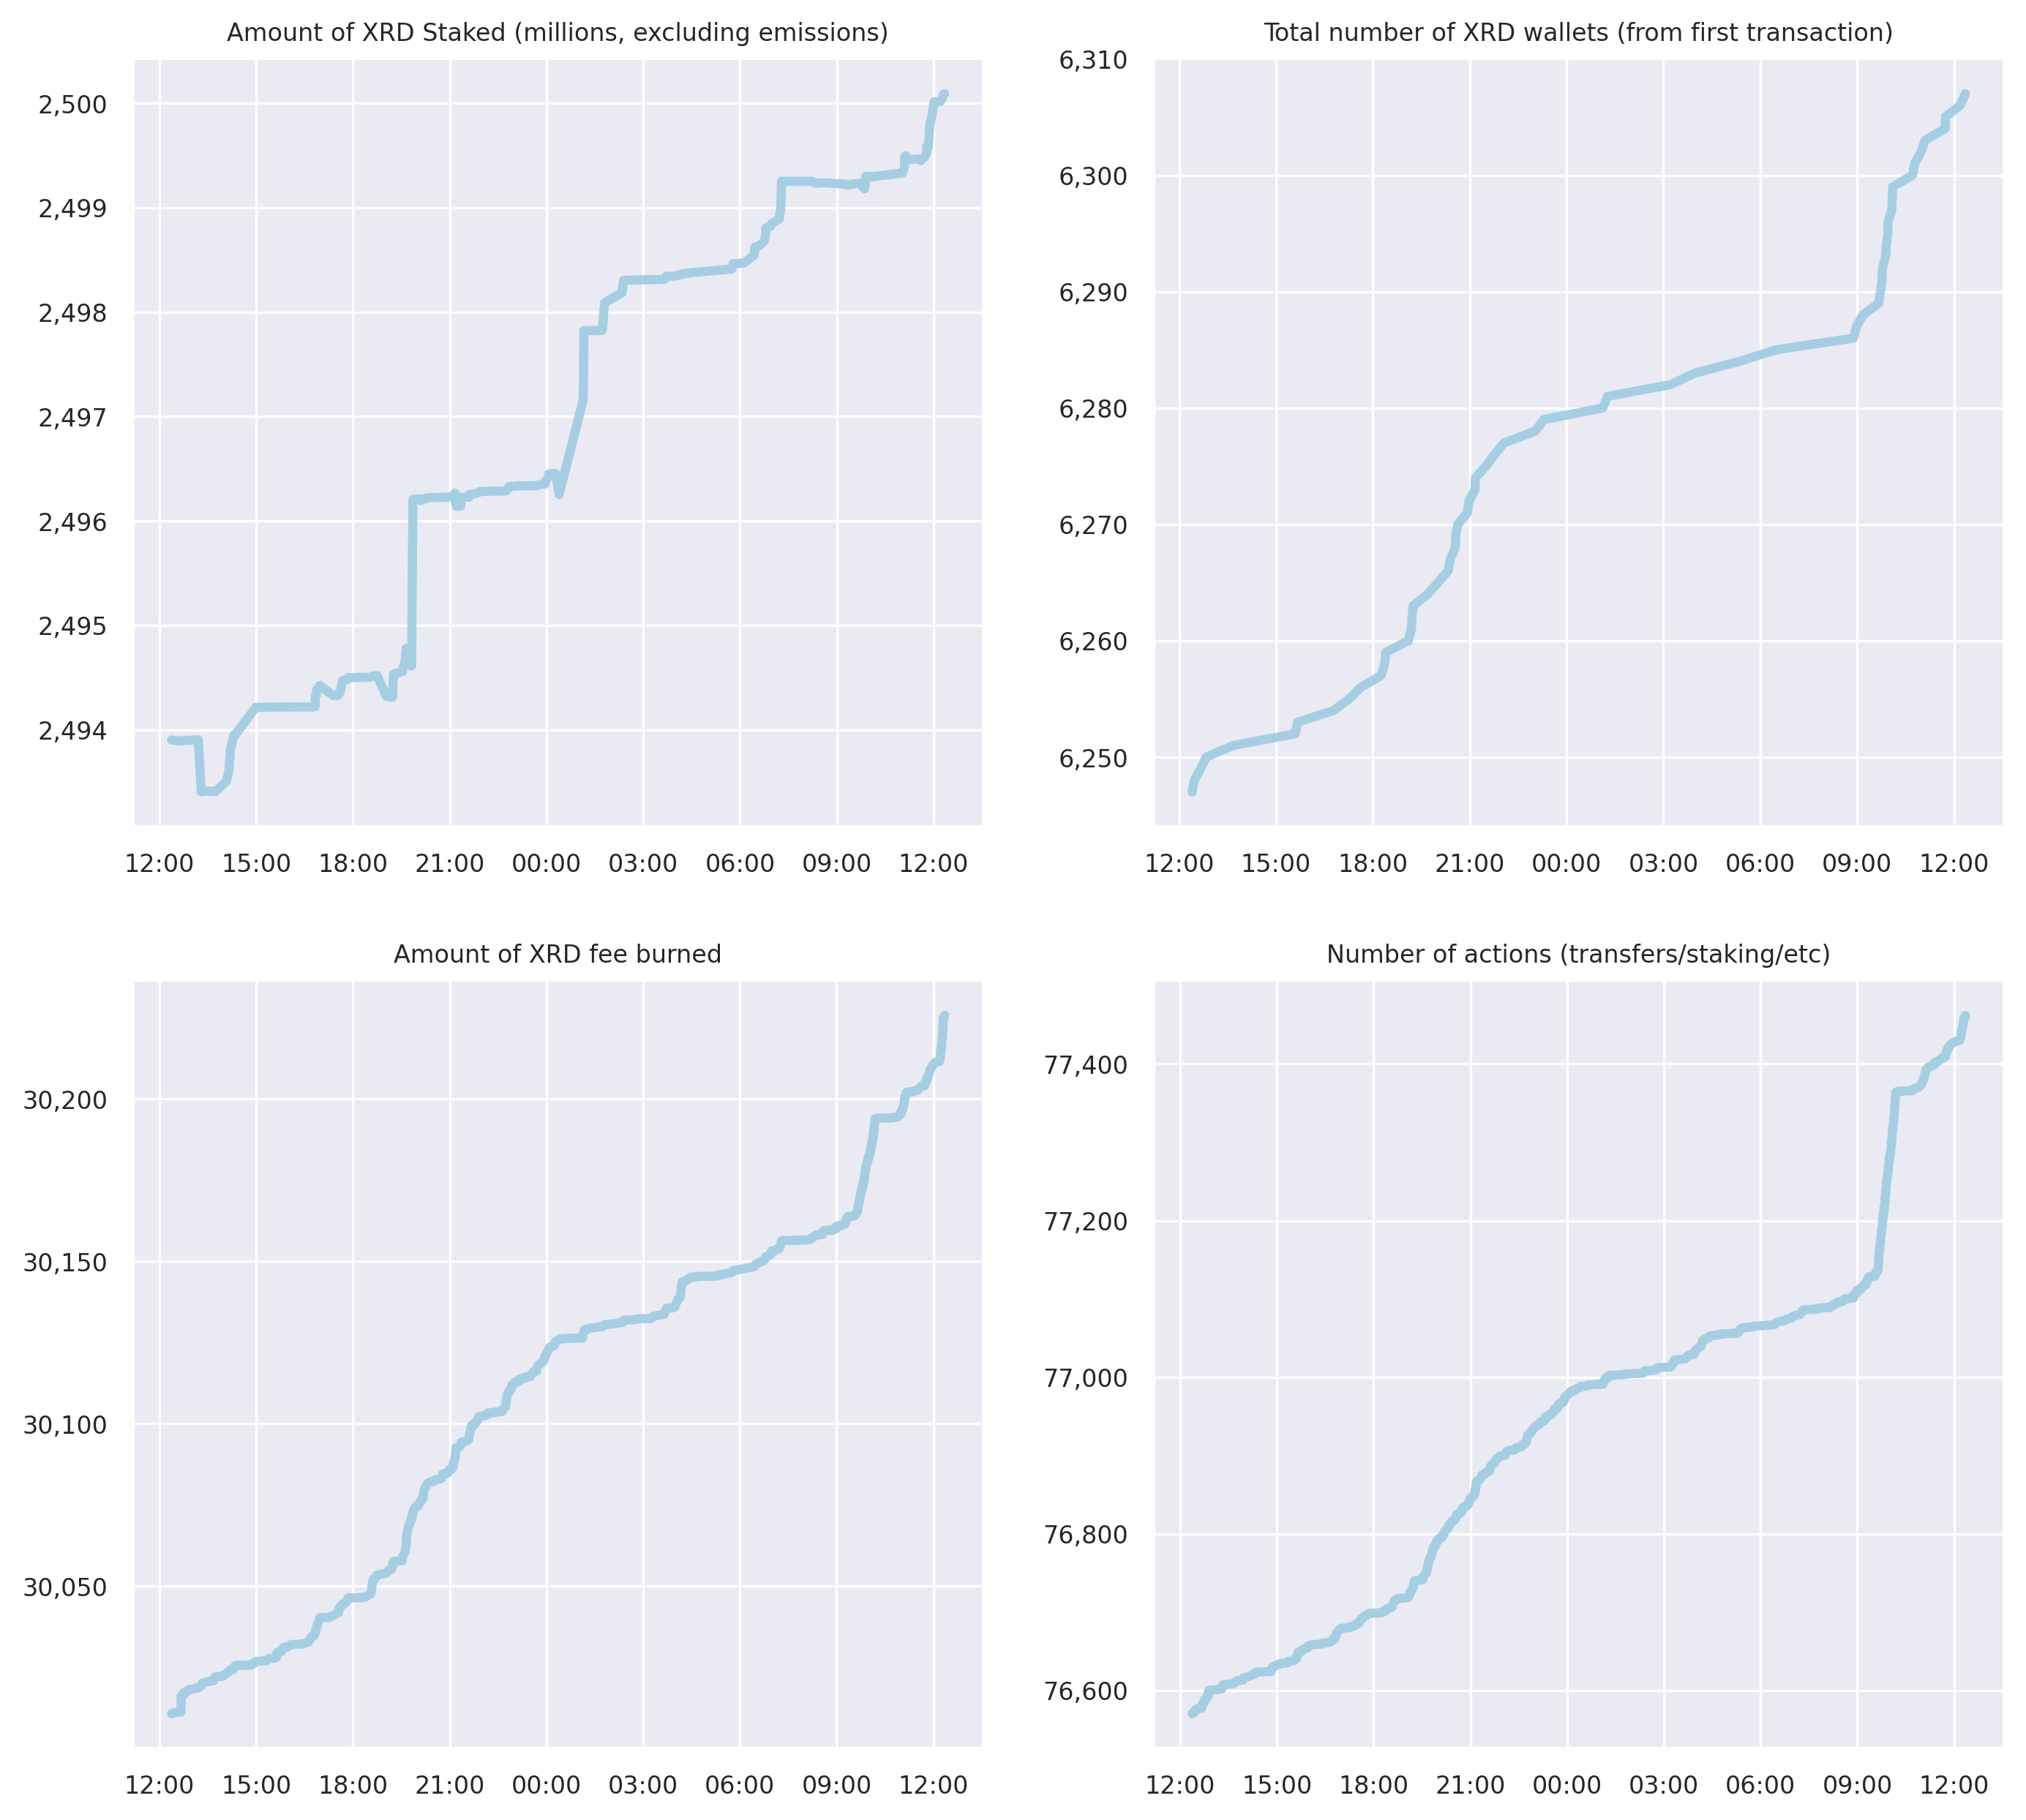 Amount of XRD Staked (millions, excluding emissions)
2,500
2,499
2,498
2,497
2,496
2,495
2,494
12:00 15:00 18:00 21:00 00:00 03:00 06:00 09:00 12:00
Total number of XRD wallets (from first transaction)
6,310
6,300
6,290
6,280
6,270
6,260
6,250
12:00 15:00 18:00 21:00 00:00 03:00 06:00 09:00 12:00
Amount of XRD fee burned
30,200
30,150
30,100
30,050
12:00 15:00 18:00 21:00 00:00 03:00 06:00 09:00 12:00
Number of actions (transfers/staking/etc)
77,400
77,200
77,000
76,800
76,600
12:00 15:00 18:00 21:00 00:00 03:00 06:00 09:00 12:00